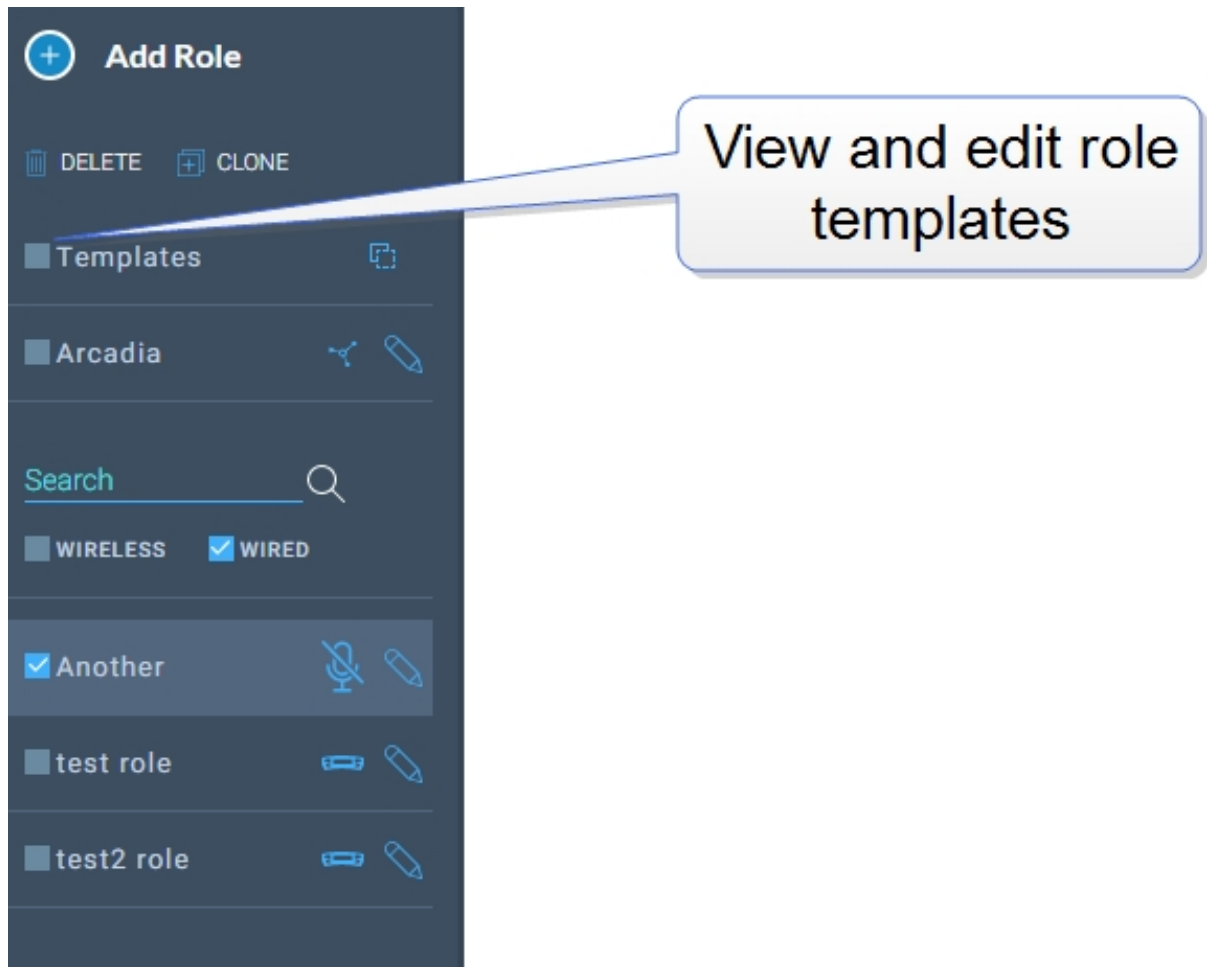 Add Role
DELETE CLONE
View and edit role
templates
Templates
Arcadia
Search
WIRELESS WIRED
Another
test role
test2 role